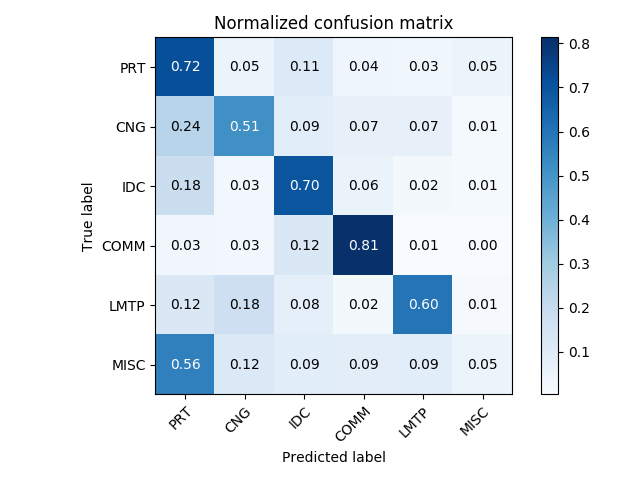 Normalized confusion matrix
PRT 0.72 0.05 0.11 0.04 0.03 0.05
CNG 0.24 0.51 0.09 0.07 0.07 0.01
IDC 0.18 0.03 0.70 0.06 0.02 0.01
COMM 0.03 0.03 0.12 0.81 0.01 0.00
LMTP 0.12 0.18 0.08 0.02 0.60 0.01
MISC 0.56 0.12 0.09 0.09 0.09 0.05
True label
PRT CNG IDC COMM LMTP MISC
Predicted label
0.8
0.7
0.6
0.5
0.4
0.3
0.2
0.1